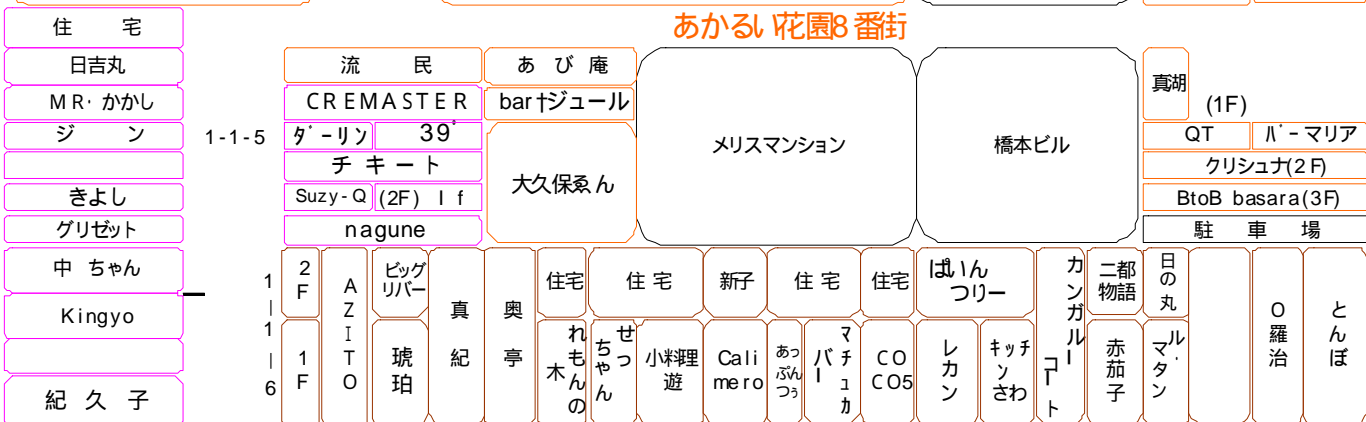 あかるい花園8番街
住 宅
日吉丸
MR·かかし
ジ ン
きよし
グリゼット
中 ちゃん
Kingyo
紀 久 子
1-1-5
流 民
CREMASTER
ダーリン
39゜
チ キ ー ト
Suzy-Q
(2F) I f
nagune
あ び 庵
bar†ジュール
大久保ゑん
メリスマンション
橋本ビル
真湖
(1F)
QT
バーマリア
クリシュナ(2F)
BtoB basara(3F)
駐 車 場
1-1-6
2F
1F
AZITO
ビッグ
リバー
琥珀
真紀
奥亭
住宅
れもんの
木
住 宅
せっ
ちゃん
小料理
遊
新子
Cali
mero
住 宅
あっ
ぷん
つぅ
マチュカ
バー
住宅
CO
CO5
ぱいん
つりー
レカン
キッチ
ン
さわ
カンガルー
コート
二都
物語
赤茄子
日の丸
ル・
マタン
O羅治
とんぼ